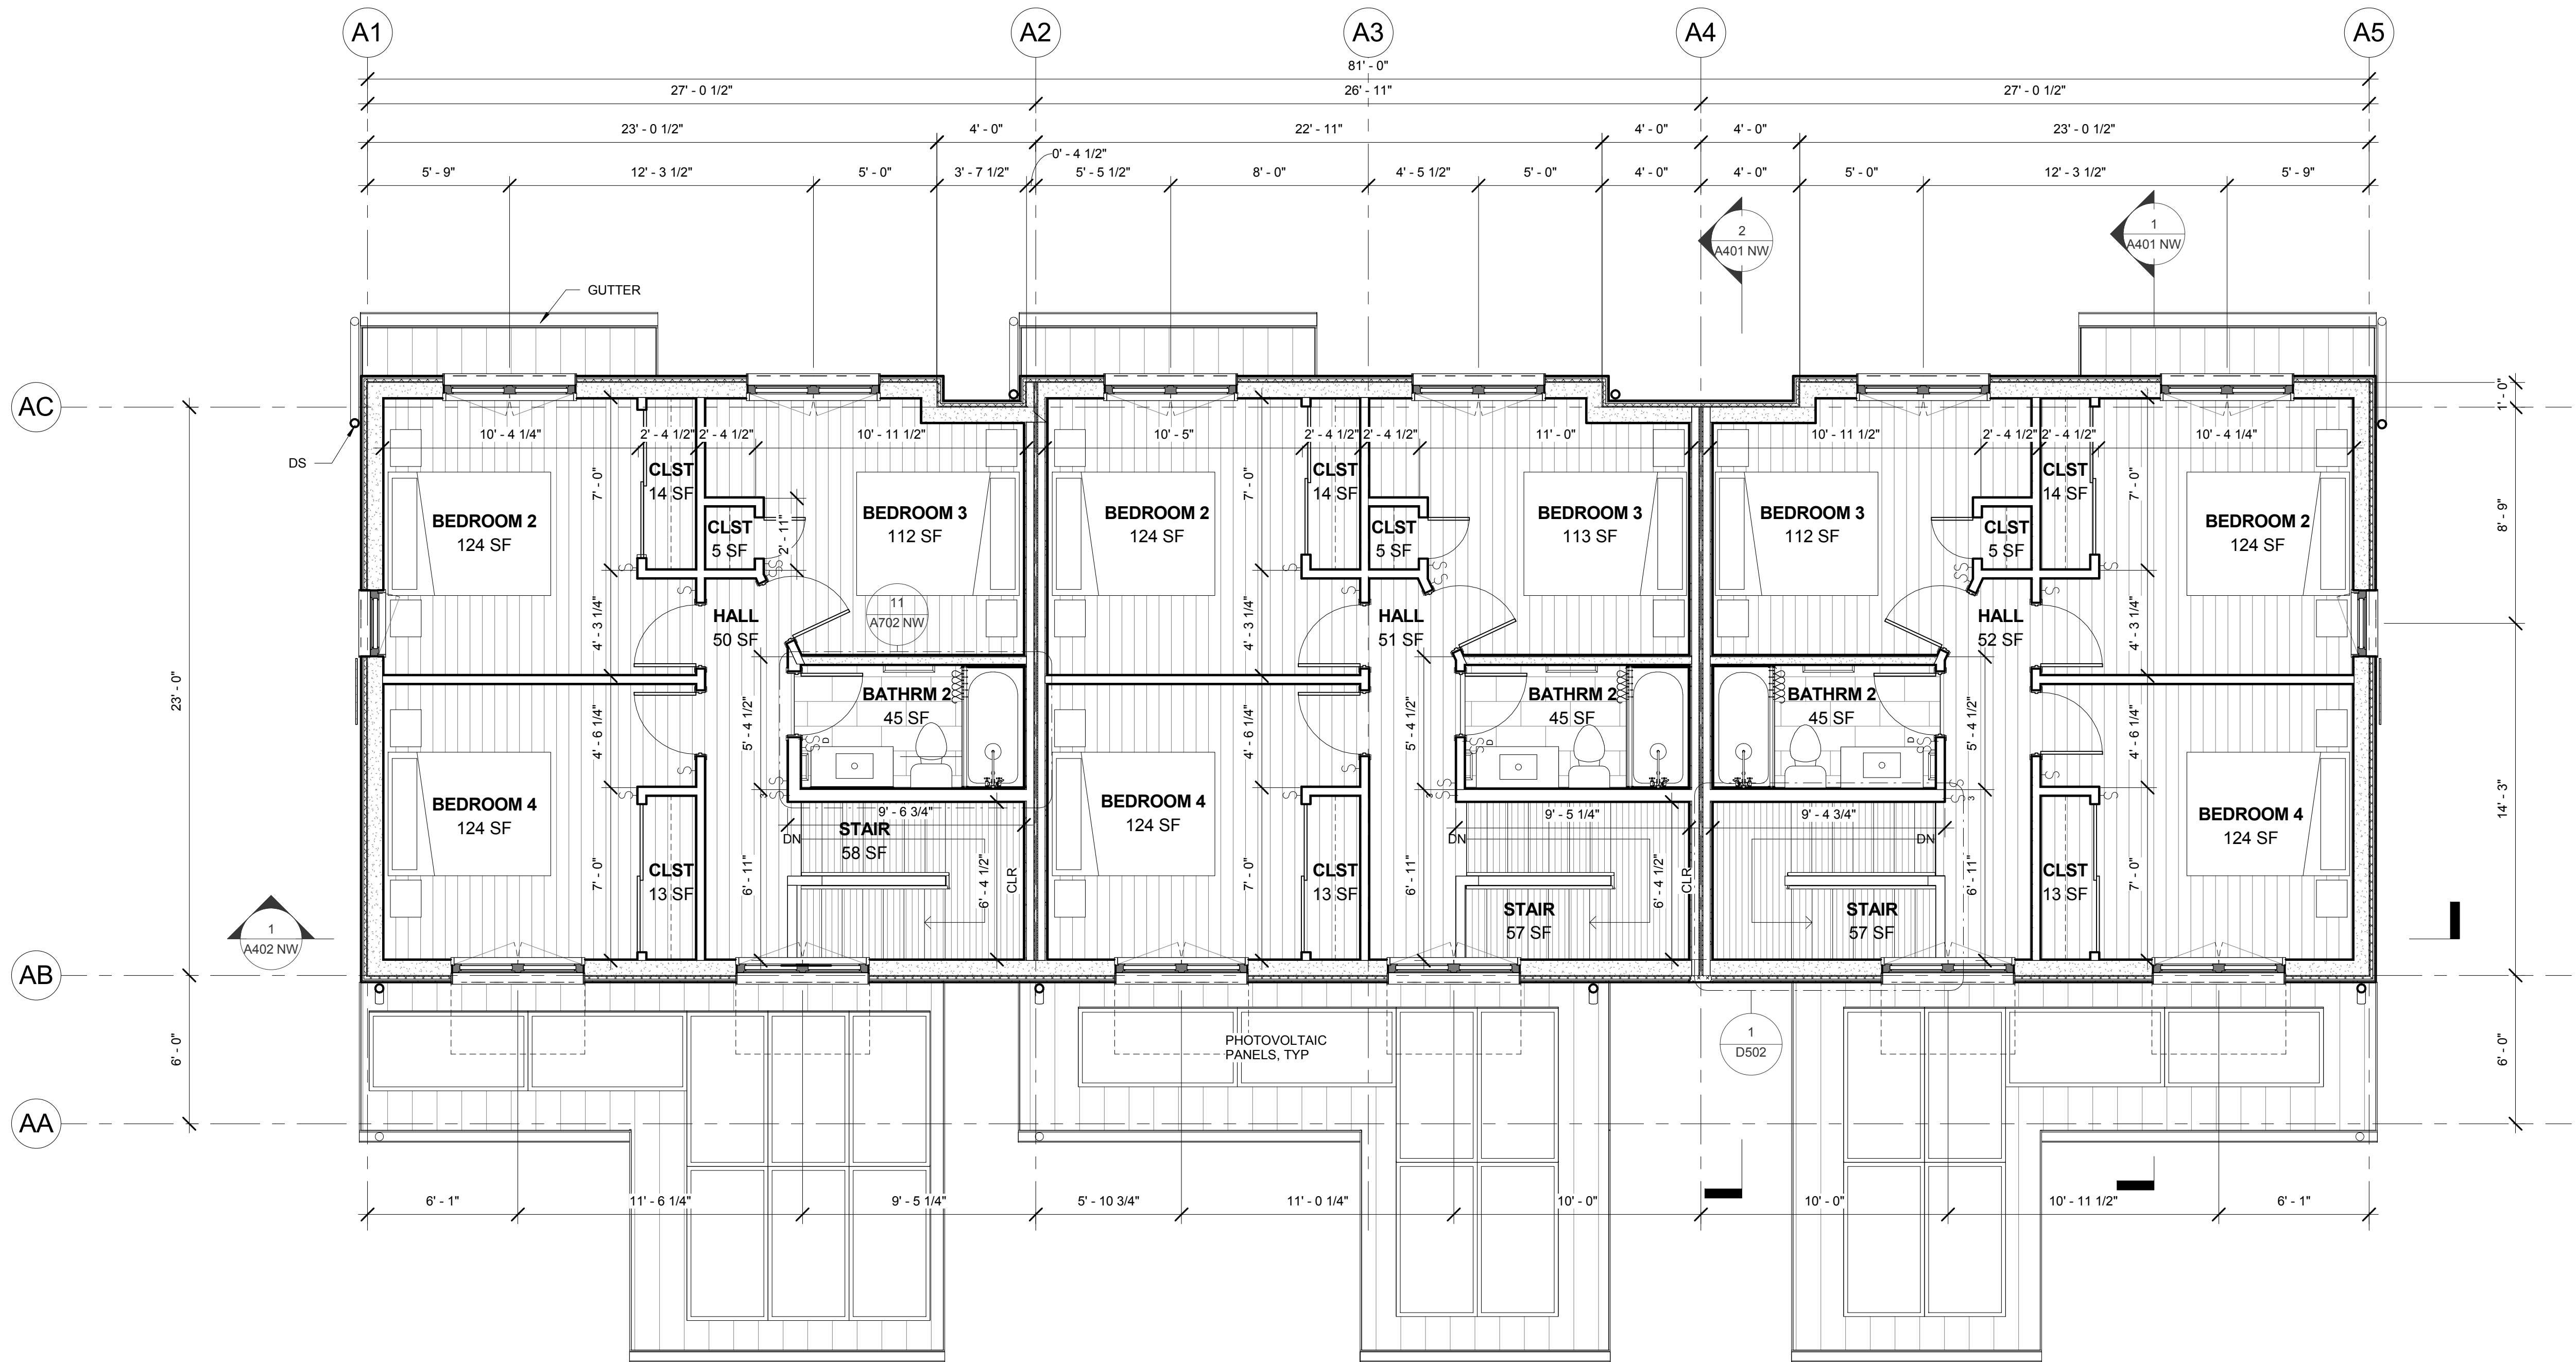 A1 A2 A3 A4 A5
81' - 0"
27' - 0 1/2" 26' - 11" 27' - 0 1/2"
23' - 0 1/2" 4' - 0" 22' - 11" 4' - 0" 4' - 0" 23' - 0 1/2"
0' - 4 1/2"
5' - 9" 12' - 3 1/2" 5' - 0" 3' - 7 1/2" 5' - 5 1/2" 8' - 0" 4' - 5 1/2" 5' - 0" 4' - 0" 4' - 0" 5' - 0" 12' - 3 1/2" 5' - 9"
2
A401 NW
1
A401 NW
GUTTER
AC
1' - 0"
DS
10' - 4 1/4" 2' - 4 1/2" 2' - 4 1/2" 10' - 11 1/2" 10' - 5" 2' - 4 1/2" 2' - 4 1/2" 11' - 0" 10' - 11 1/2" 2' - 4 1/2" 2' - 4 1/2" 10' - 4 1/4"
7' - 0" 7' - 0" 7' - 0"
CLST
14 SF
CLST
14 SF
CLST
14 SF
BEDROOM 2
124 SF
CLST
5 SF
2' - 11"
BEDROOM 3
112 SF
BEDROOM 2
124 SF
CLST
5 SF
BEDROOM 3
113 SF
BEDROOM 3
112 SF
CLST
5 SF
BEDROOM 2
124 SF
8' - 9"
S S S S S S S S S S S S
4' - 3 1/4" 4' - 3 1/4" 4' - 3 1/4"
HALL
50 SF
11
A702 NW
HALL
51 SF
HALL
52 SF
23' - 0"
BATHRM 2
45 SF
BATHRM 2
45 SF
BATHRM 2
45 SF
4' - 6 1/4" 5' - 4 1/2" 4' - 6 1/4" 5' - 4 1/2" 5' - 4 1/2" 4' - 6 1/4"
D D D
3 3 3
BEDROOM 4
124 SF
BEDROOM 4
124 SF
BEDROOM 4
124 SF
14' - 3"
9' - 6 3/4" 9' - 5 1/4" 9' - 4 3/4"
DN DN DN
STAIR
58 SF
CLST
13 SF
CLST
13 SF
CLST
13 SF
7' - 0" 6' - 11" 6' - 4 1/2" CLR 7' - 0" 6' - 11" 6' - 4 1/2" CLR 6' - 11" 7' - 0"
STAIR
57 SF
STAIR
57 SF
1
A402 NW
AB
PHOTOVOLTAIC
PANELS, TYP
1
D502
6' - 0" 6' - 0"
AA
6' - 1" 11' - 6 1/4" 9' - 5 1/4" 5' - 10 3/4" 11' - 0 1/4" 10' - 0" 10' - 0" 10' - 11 1/2" 6' - 1"